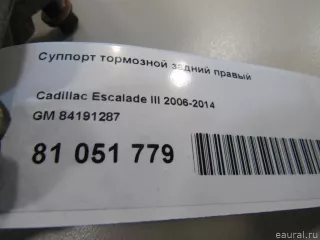 Суппорт тормозной задний правый
Cadillac Escalade III 2006-2014
GM 84191287
81 051 779
eaural.ru